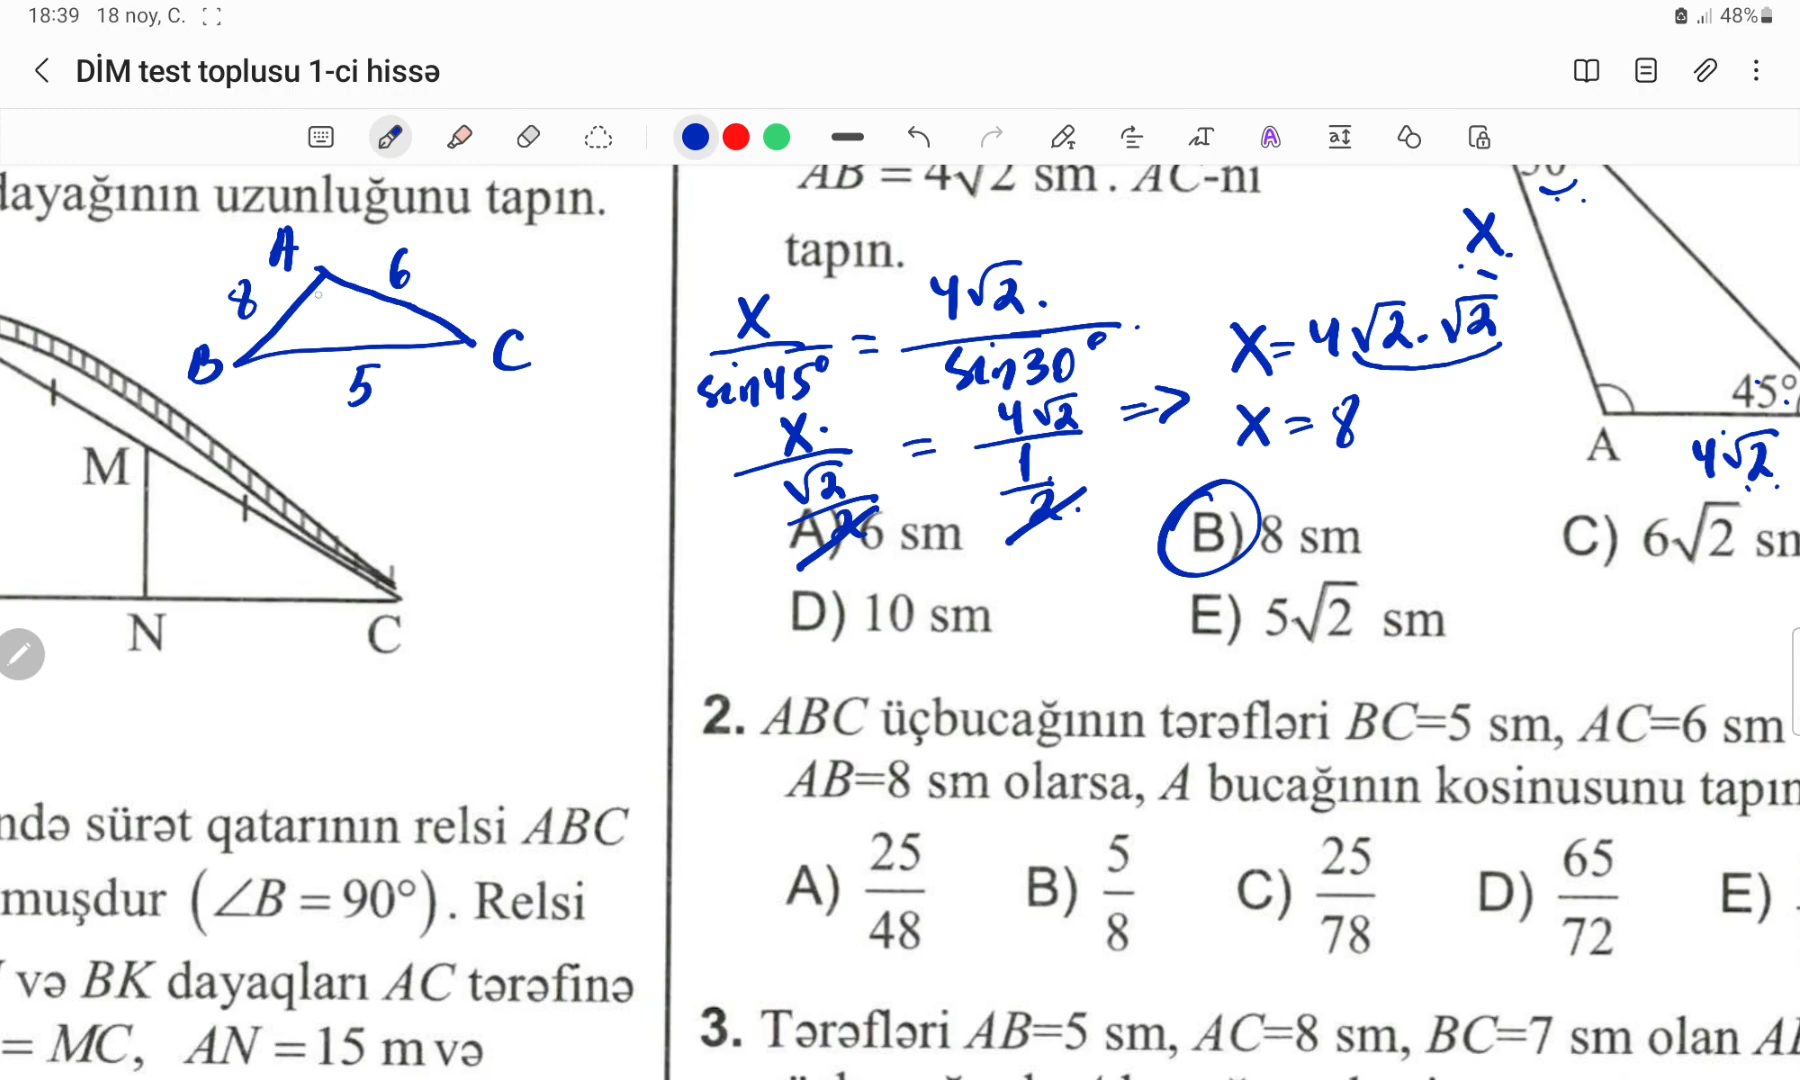 18:39 18 noy, C.
48%
DİM test toplusu 1-ci hissə
dayağının uzunluğunu tapın.
A
8
6
B
C
5
M
N
C
ndə sürət qatarının relsi ABC
muşdur (∠B = 90°). Relsi
və BK dayaqları AC tərəfinə
= MC, AN = 15 m və
AB = 4√2 sm. AC-ni
tapın.
x/sin45° = 4√2/sin30°
x/(√2/2) = 4√2/(1/2) =>
x = 4√2·√2
x = 8
x
45°
A
4√2
A) 6 sm B) 8 sm C) 6√2 sm
D) 10 sm E) 5√2 sm
2. ABC üçbucağının tərəfləri BC=5 sm, AC=6 sm
AB=8 sm olarsa, A bucağının kosinusunu tapın
A) 25/48 B) 5/8 C) 25/78 D) 65/72 E)
3. Tərəfləri AB=5 sm, AC=8 sm, BC=7 sm olan